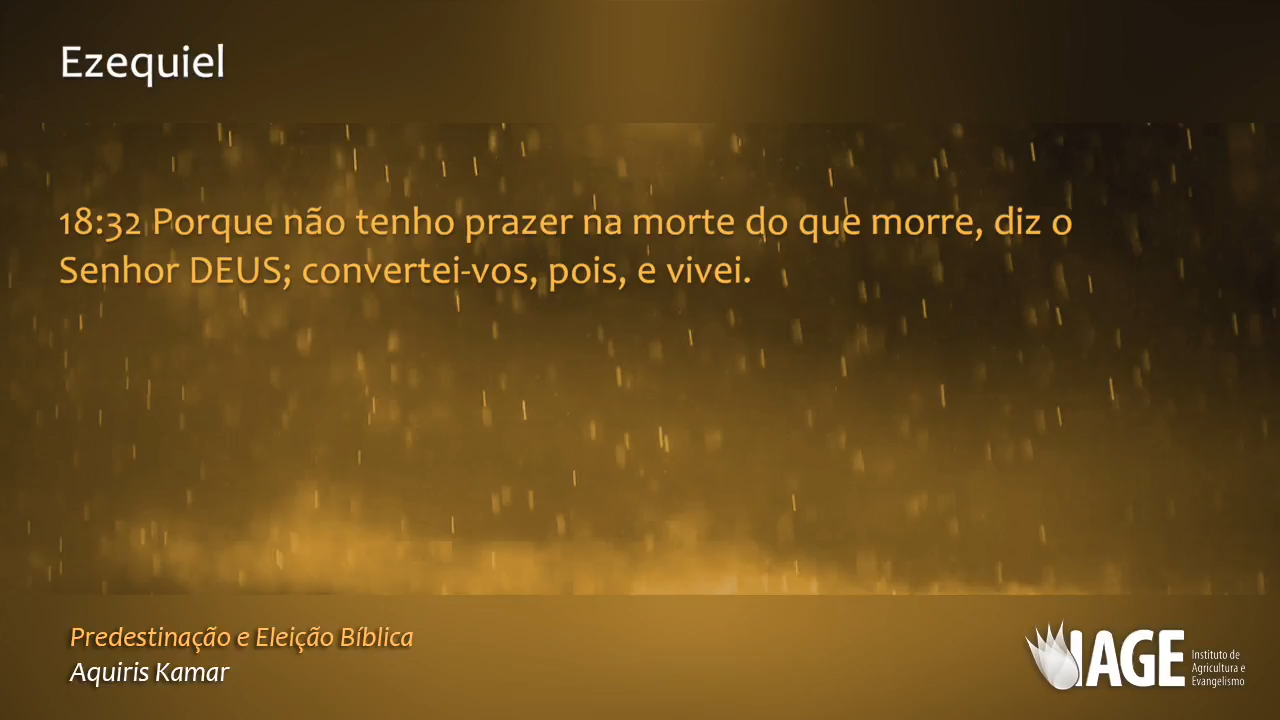 Ezequiel
18:32 Porque não tenho prazer na morte do que morre, diz o
Senhor DEUS; convertei-vos, pois, e vivei.
Predestinação e Eleição Bíblica
Aquiris Kamar
IAGE
Instituto de
Agricultura e
Evangelismo